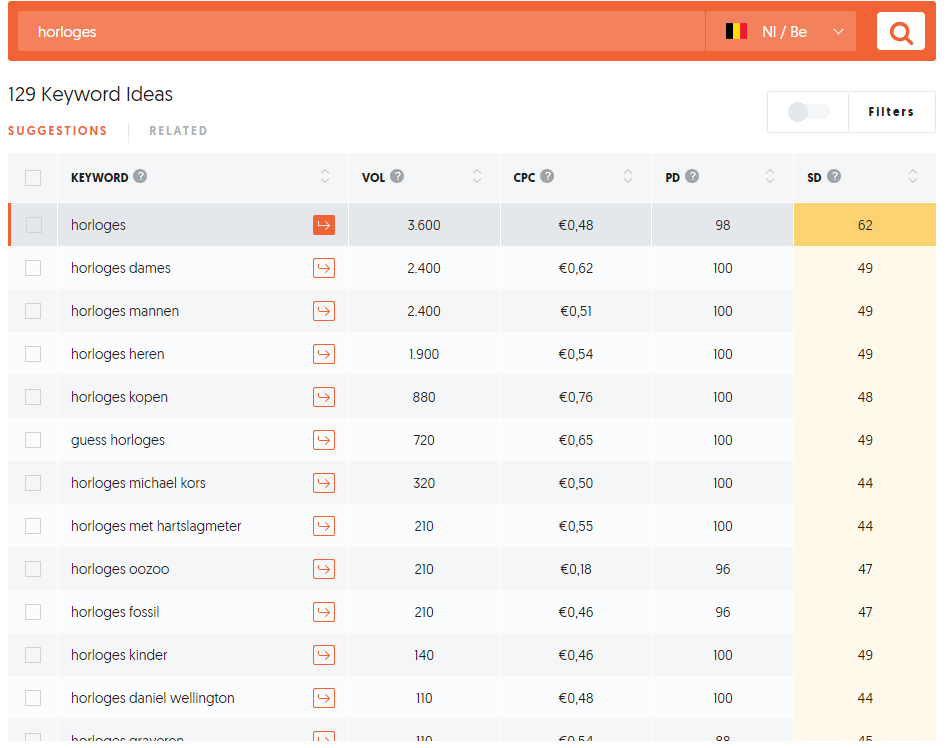 horloges Nl / Be
129 Keyword Ideas
SUGGESTIONS RELATED
Filters
KEYWORD ? VOL ? CPC ? PD ? SD ?
horloges 3.600 €0,48 98 62
horloges dames 2.400 €0,62 100 49
horloges mannen 2.400 €0,51 100 49
horloges heren 1.900 €0,54 100 49
horloges kopen 880 €0,76 100 48
guess horloges 720 €0,65 100 49
horloges michael kors 320 €0,50 100 44
horloges met hartslagmeter 210 €0,55 100 44
horloges oozoo 210 €0,18 96 47
horloges fossil 210 €0,46 96 47
horloges kinder 140 €0,46 100 49
horloges daniel wellington 110 €0,48 100 44
horloges graveren 110 €0,54 88 45